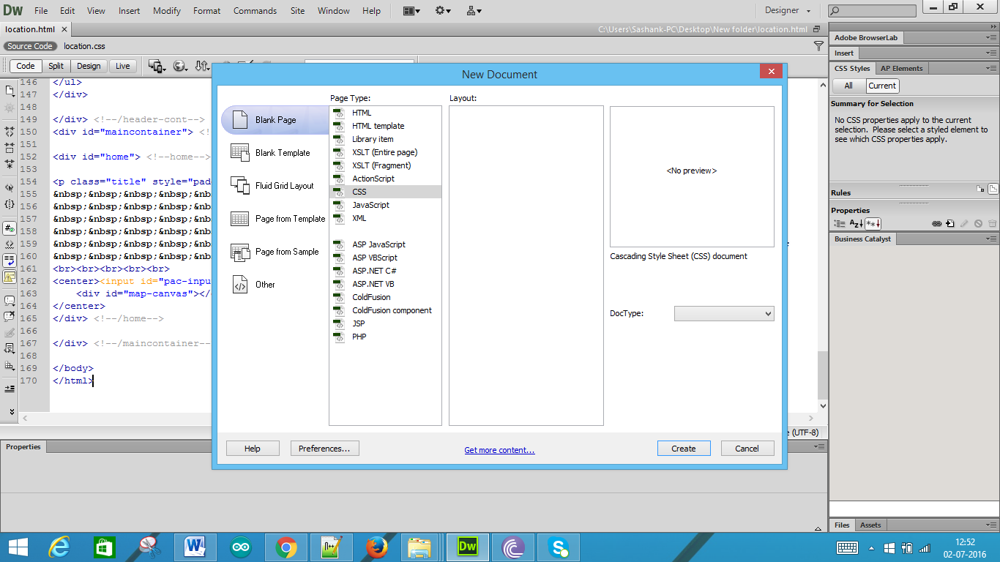 Dw File Edit View Insert Modify Format Commands Site Window Help Designer
location.html C:\Users\Sashank-PC\Desktop\New folder\location.html
Source Code location.css
Code Split Design Live
146 </ul>
147 </div>
148
149 </div> <!--/header-cont-->
150 <div id="maincontainer"> <!
151
152 <div id="home"> <!--home-->
153
154 <p class="title" style="pad
155 &nbsp;&nbsp;&nbsp;&nbsp;&nb
156 &nbsp;&nbsp;&nbsp;&nbsp;&nb
157 &nbsp;&nbsp;&nbsp;&nbsp;&nb
158 &nbsp;&nbsp;&nbsp;&nbsp;&nb
159 &nbsp;&nbsp;&nbsp;&nbsp;&nb
160 &nbsp;&nbsp;&nbsp;&nbsp;&nb
161 <br><br><br><br><br>
162 <center><input id="pac-inpu
163 <div id="map-canvas"></
164 </center>
165 </div> <!--/home-->
166
167 </div> <!--/maincontainer--
168
169 </body>
170 </html>
New Document
Blank Page
Blank Template
Fluid Grid Layout
Page from Template
Page from Sample
Other
Page Type:
HTML
HTML template
Library item
XSLT (Entire page)
XSLT (Fragment)
ActionScript
CSS
JavaScript
XML
ASP JavaScript
ASP VBScript
ASP.NET C#
ASP.NET VB
ColdFusion
ColdFusion component
JSP
PHP
Layout:
<No preview>
Cascading Style Sheet (CSS) document
DocType:
Help Preferences... Get more content... Create Cancel
(UTF-8)
Properties
Adobe BrowserLab
Insert
CSS Styles AP Elements
All Current
Summary for Selection
No CSS properties apply to the current
selection. Please select a styled element to
see which CSS properties apply.
Rules
Properties
Business Catalyst
Files Assets
12:52
02-07-2016